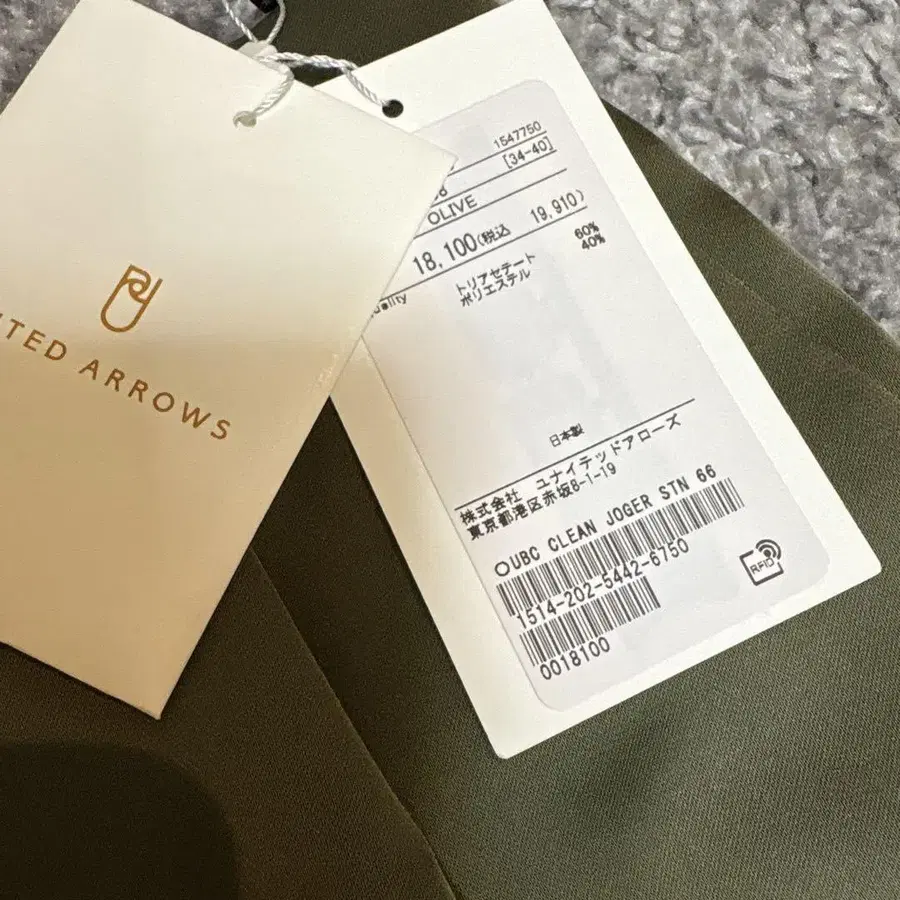 TED ARROWS
1547750
[34-40]
OLIVE
18,100(税込 19,910)
uality
トリアセテート 60%
ポリエステル 40%
日本製
株式会社 ユナイテッドアローズ
東京都港区赤坂8-1-19
○UBC CLEAN JOGER STN 66
1514-202-5442-6750
0018100
RFID